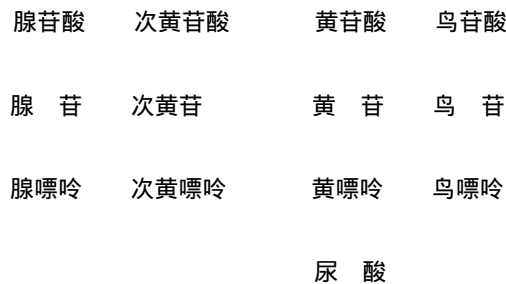 腺苷酸 次黄苷酸 黄苷酸 鸟苷酸
腺 苷 次黄苷 黄 苷 鸟 苷
腺嘌呤 次黄嘌呤 黄嘌呤 鸟嘌呤
尿 酸